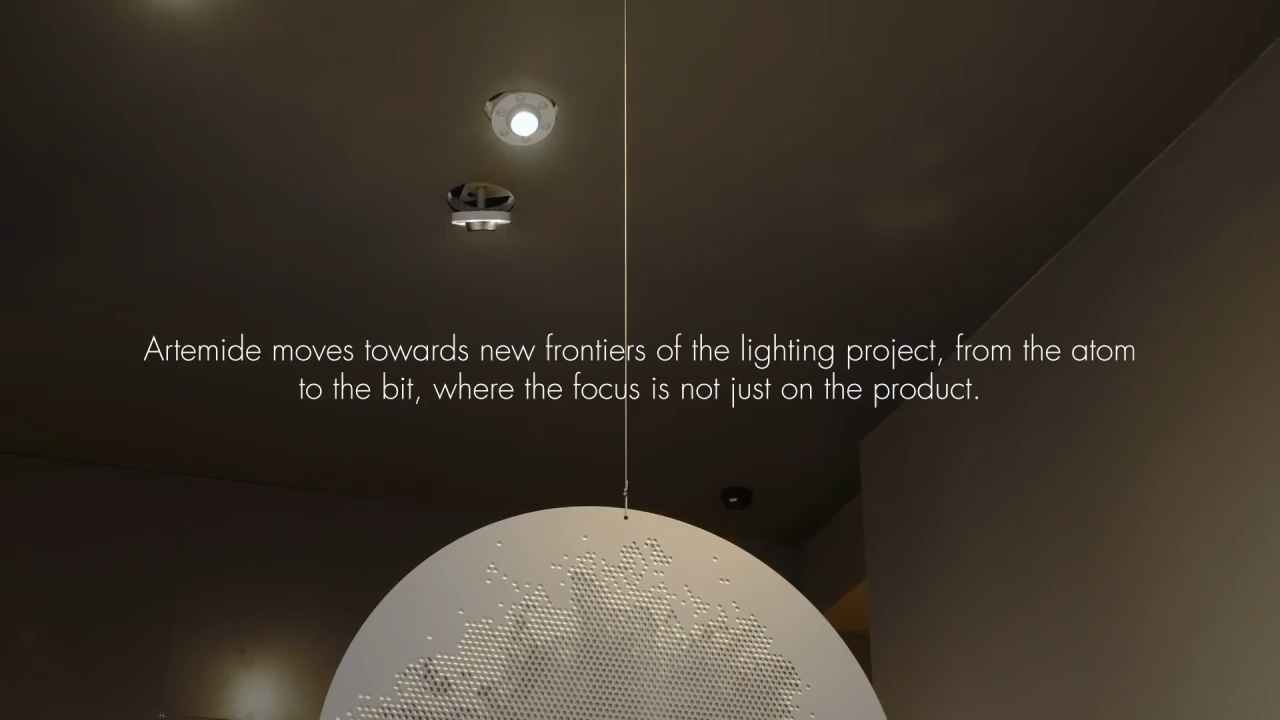 Artemide moves towards new frontiers of the lighting project, from the atom
to the bit, where the focus is not just on the product.